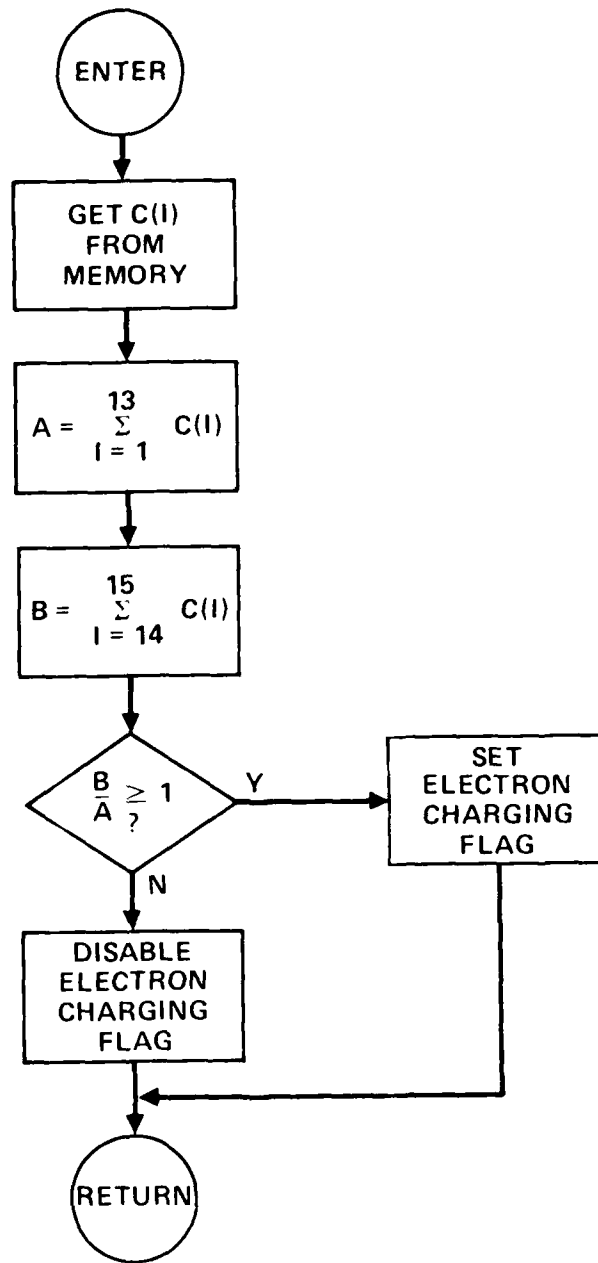 ENTER
GET C(I)
FROM
MEMORY
13
A = Σ C(I)
I = 1
15
B = Σ C(I)
I = 14
B
A ≥ 1
?
Y
SET
ELECTRON
CHARGING
FLAG
N
DISABLE
ELECTRON
CHARGING
FLAG
RETURN